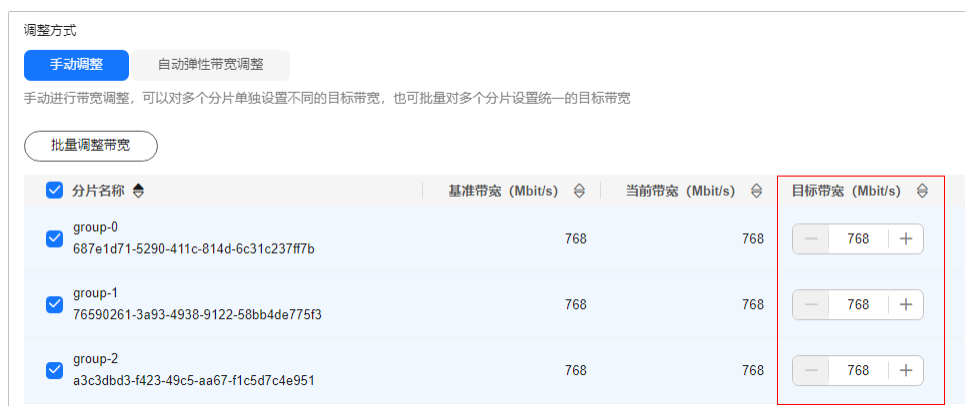 调整方式
手动调整 自动弹性带宽调整
手动进行带宽调整，可以对多个分片单独设置不同的目标带宽，也可批量对多个分片设置统一的目标带宽
批量调整带宽
分片名称 基准带宽（Mbit/s） 当前带宽（Mbit/s） 目标带宽（Mbit/s）
group-0
687e1d71-5290-411c-814d-6c31c237ff7b 768 768 768
group-1
76590261-3a93-4938-9122-58bb4de775f3 768 768 768
group-2
a3c3dbd3-f423-49c5-aa67-f1c5d7c4e951 768 768 768